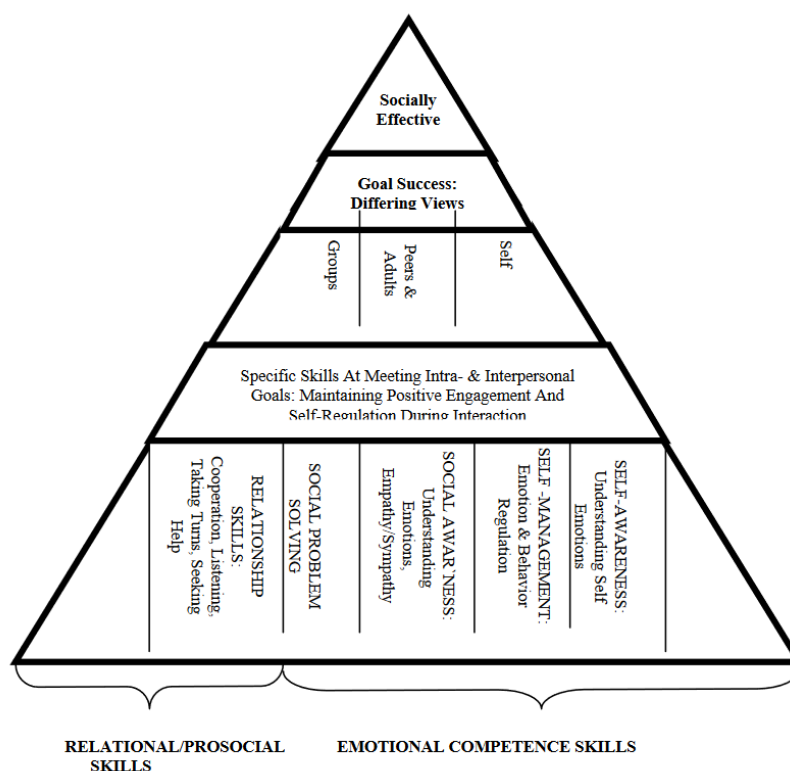 Socially
Effective
Goal Success:
Differing Views
Groups
Peers &
Adults
Self
Specific Skills At Meeting Intra- & Interpersonal
Goals: Maintaining Positive Engagement And
Self-Regulation During Interaction
RELATIONSHIP
SKILLS:
Cooperation, Listening,
Taking Turns, Seeking
Help
SOCIAL PROBLEM
SOLVING
SOCIAL AWAR'NESS:
Understanding
Emotions,
Empathy/Sympathy
SELF -MANAGEMENT:
Emotion & Behavior
Regulation
SELF-AWARENESS:
Understanding Self
Emotions
RELATIONAL/PROSOCIAL
SKILLS
EMOTIONAL COMPETENCE SKILLS